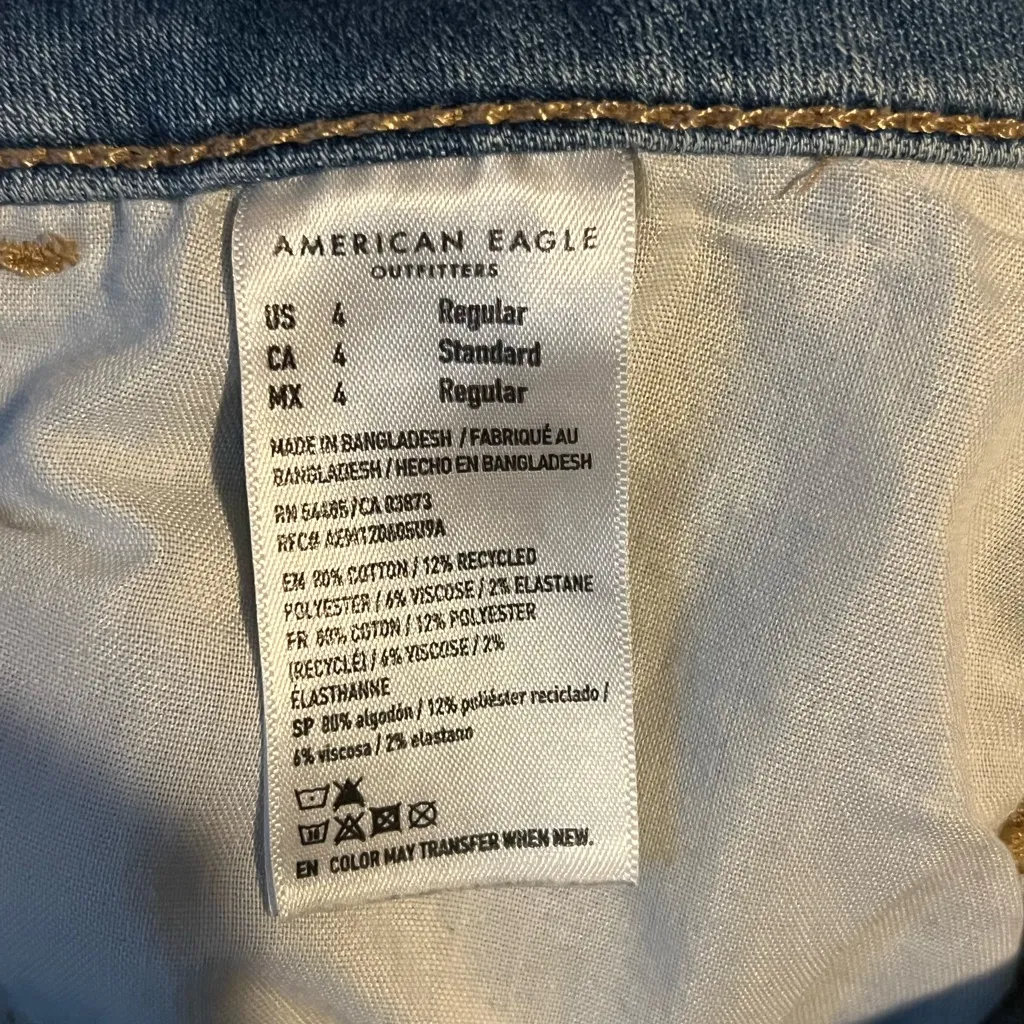 AMERICAN EAGLE
OUTFITTERS
US 4 Regular
CA 4 Standard
MX 4 Regular
MADE IN BANGLADESH / FABRIQUÉ AU
BANGLADESH / HECHO EN BANGLADESH
RN 54485/CA 03873
RFC#
EN 80% COTTON / 12% RECYCLED
POLYESTER / 6% VISCOSE / 2% ELASTANE
FR 80% COTON / 12% POLYESTER
(RECYCLÉ) / 6% VISCOSE / 2%
ÉLASTHANNE
SP 80% algodón / 12% poliéster reciclado /
6% viscosa / 2% elastano
EN COLOR MAY TRANSFER WHEN NEW.